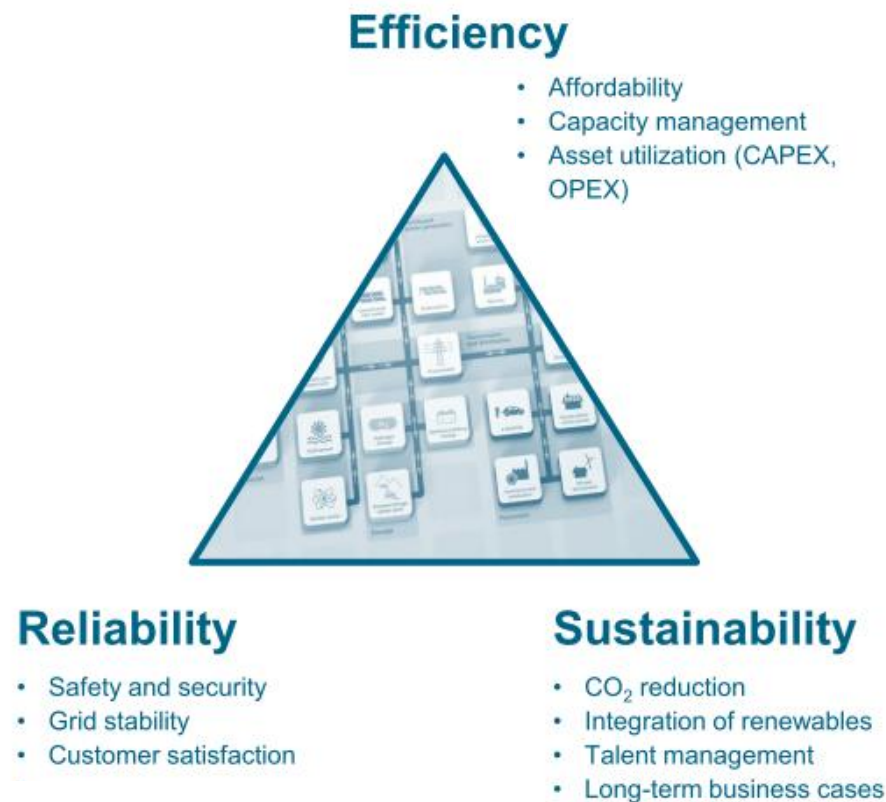 Efficiency
• Affordability
• Capacity management
• Asset utilization (CAPEX,
OPEX)
Reliability
• Safety and security
• Grid stability
• Customer satisfaction
Sustainability
• CO₂ reduction
• Integration of renewables
• Talent management
• Long-term business cases